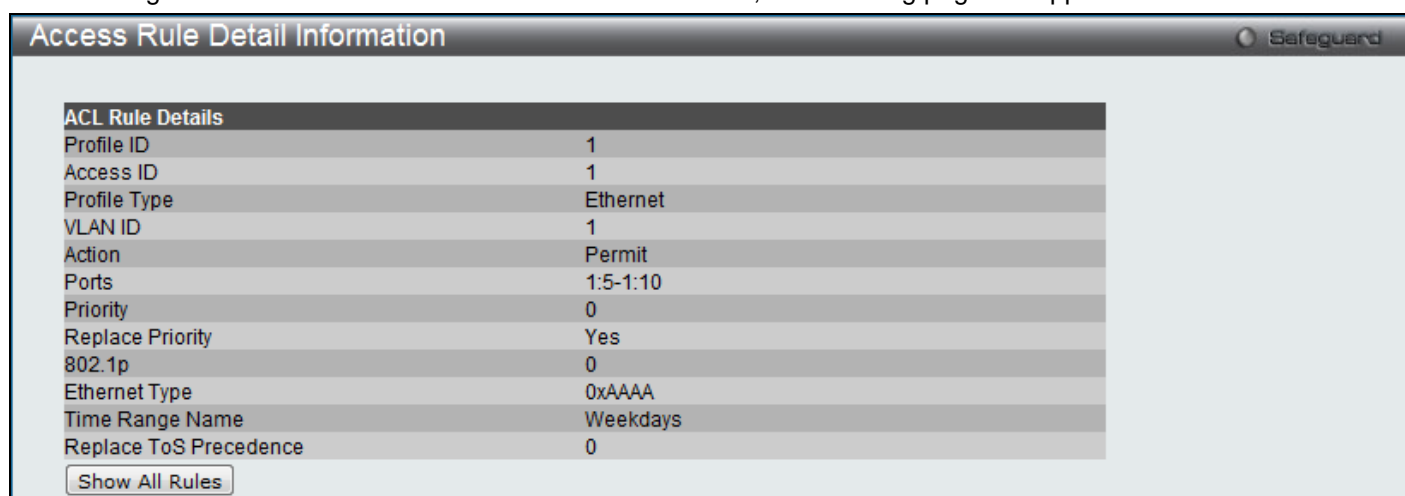 Access Rule Detail Information Safeguard
ACL Rule Details
Profile ID 1
Access ID 1
Profile Type Ethernet
VLAN ID 1
Action Permit
Ports 1:5-1:10
Priority 0
Replace Priority Yes
802.1p 0
Ethernet Type 0xAAAA
Time Range Name Weekdays
Replace ToS Precedence 0
Show All Rules